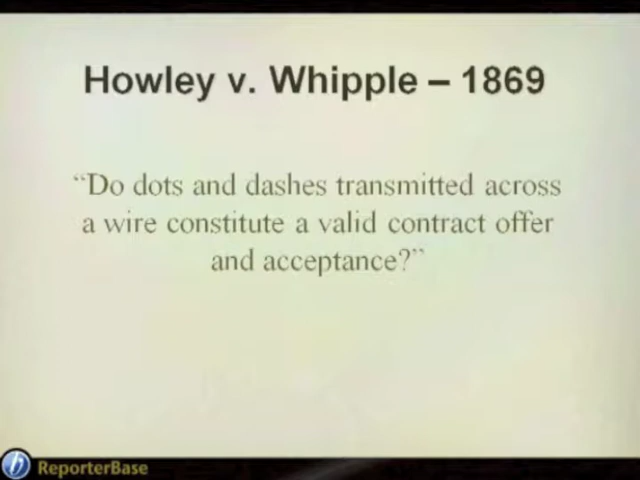 Howley v. Whipple – 1869
“Do dots and dashes transmitted across
a wire constitute a valid contract offer
and acceptance?”
ReporterBase